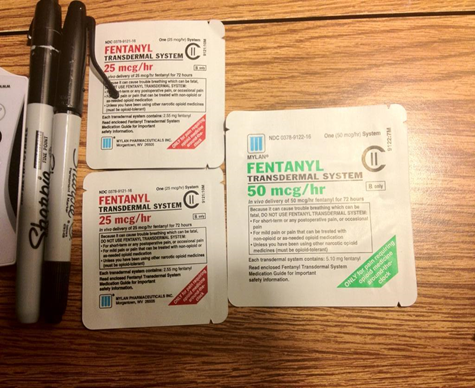 NDC 0378-9121-16 One (25 mcg/hr) System
FENTANYL
TRANSDERMAL SYSTEM
25 mcg/hr
CII
Rx only
In vivo delivery of 25 mcg/hr fentanyl for 72 hours
Because it can cause trouble breathing which can be fatal,
DO NOT USE FENTANYL TRANSDERMAL SYSTEM:
• For short-term or any postoperative pain, or occasional pain
• For mild pain or pain that can be treated with non-opioid or
as-needed opioid medication
• Unless you have been using other narcotic opioid medicines
(must be opioid-tolerant)
Each transdermal system contains: 2.55 mg fentanyl
Read enclosed Fentanyl Transdermal System
Medication Guide for important
safety information.
MYLAN PHARMACEUTICALS INC.
Morgantown, WV 26505
NDC 0378-9121-16 One (25 mcg/hr) System
FENTANYL
TRANSDERMAL SYSTEM
25 mcg/hr
CII
Rx only
In vivo delivery of 25 mcg/hr fentanyl for 72 hours
Because it can cause trouble breathing which can be fatal,
DO NOT USE FENTANYL TRANSDERMAL SYSTEM:
• For short-term or any postoperative pain, or occasional pain
• For mild pain or pain that can be treated with
non-opioid or as-needed opioid medication
• Unless you have been using other narcotic opioid medicines
(must be opioid-tolerant)
Each transdermal system contains: 2.55 mg fentanyl
Read enclosed Fentanyl Transdermal System
Medication Guide for important
safety information.
MYLAN PHARMACEUTICALS INC.
Morgantown, WV 26505
NDC 0378-9122-16 One (50 mcg/hr) System
MYLAN®
FENTANYL
TRANSDERMAL SYSTEM
50 mcg/hr
CII
Rx only
In vivo delivery of 50 mcg/hr fentanyl for 72 hours
Because it can cause trouble breathing which can be
fatal, DO NOT USE FENTANYL TRANSDERMAL SYSTEM:
• For short-term or any postoperative pain, or occasional
pain
• For mild pain or pain that can be treated with
non-opioid or as-needed opioid medication
• Unless you have been using other narcotic opioid
medicines (must be opioid-tolerant)
Each transdermal system contains: 5.10 mg fentanyl
Read enclosed Fentanyl Transdermal System
Medication Guide for important
safety information.
ONLY for pain requiring
opioid medicines
around-the-
clock
Sharpie
FINE POINT